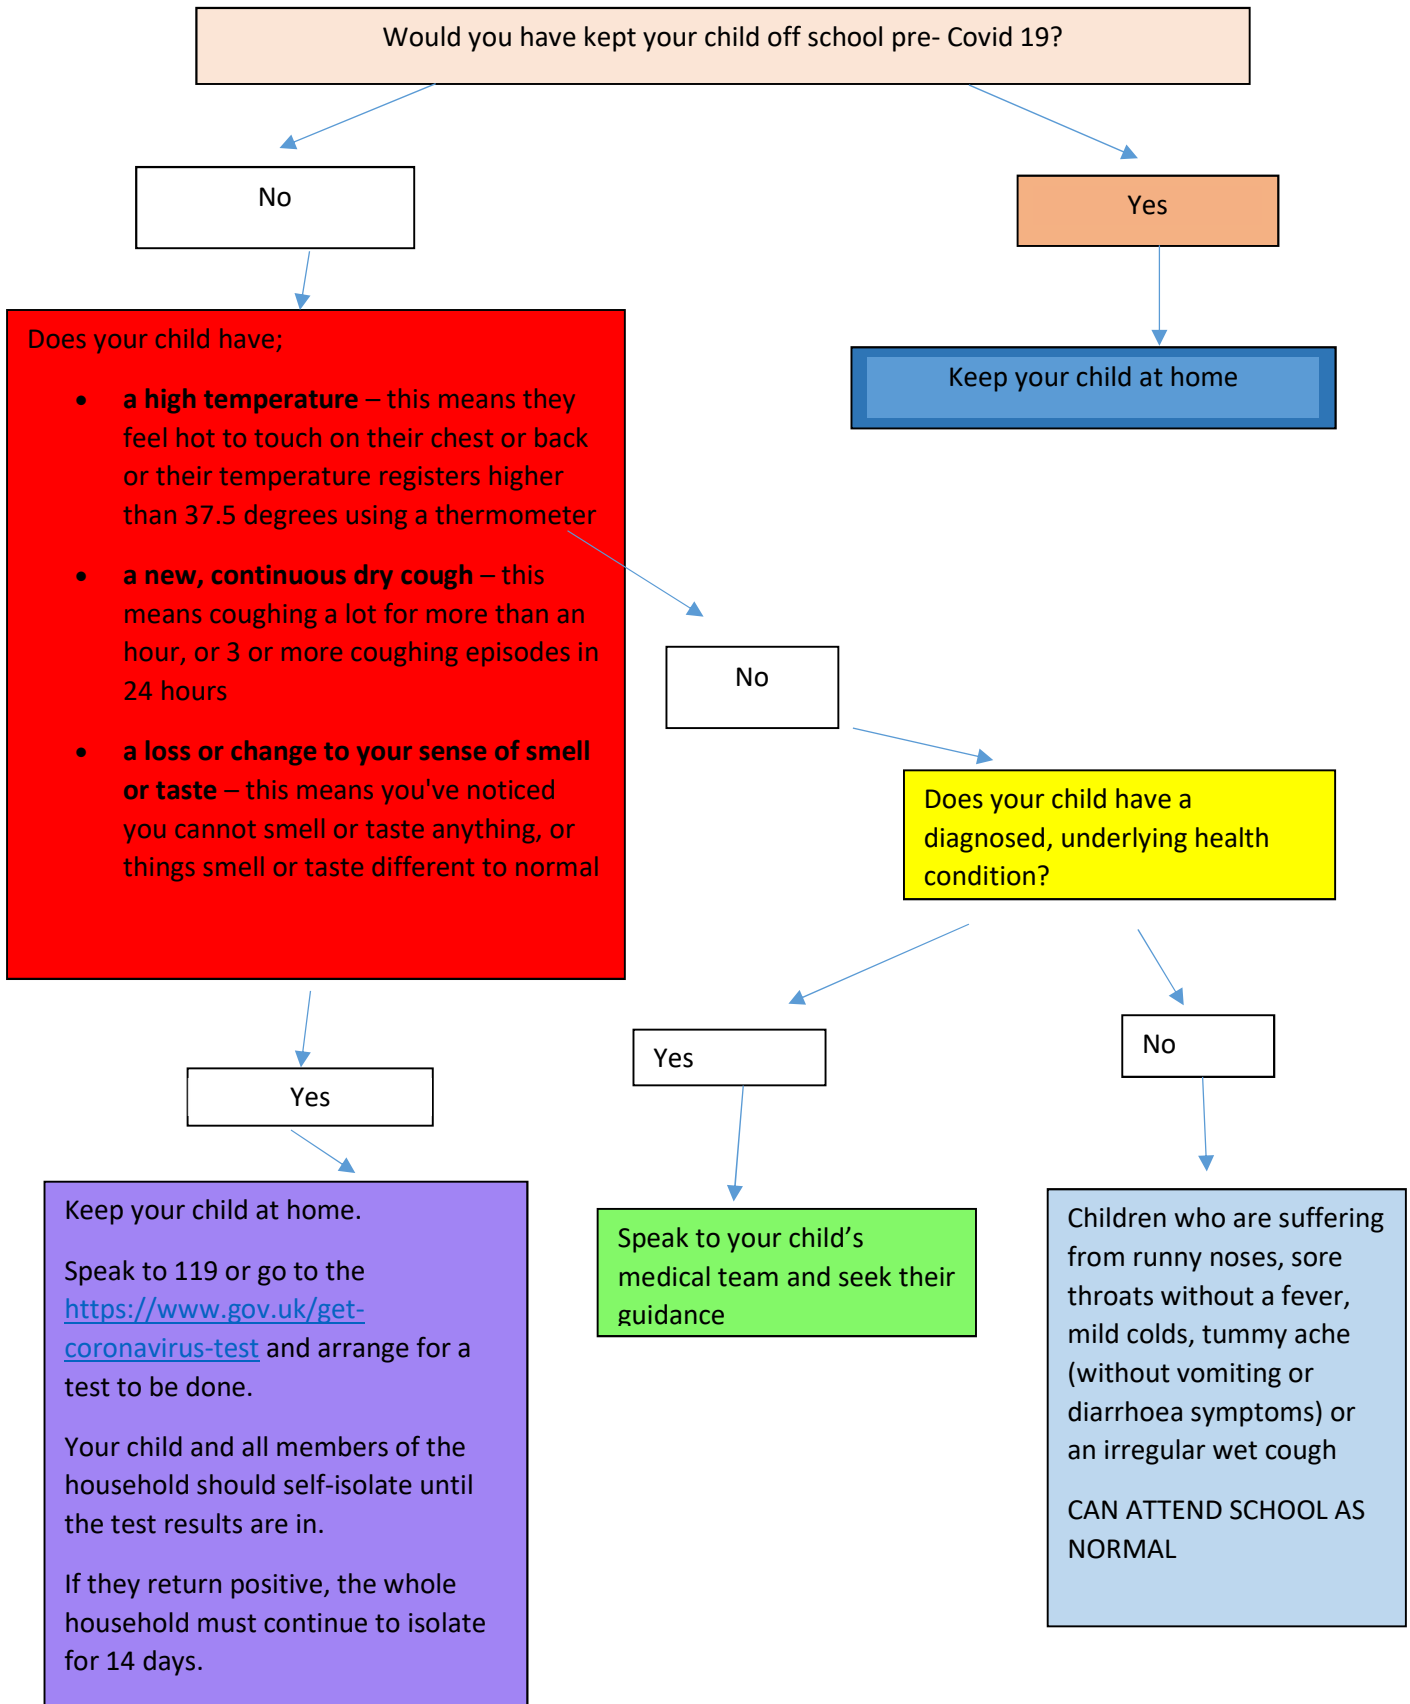 Would you have kept your child off school pre- Covid 19?
No
Yes
Does your child have;
• a high temperature – this means they
feel hot to touch on their chest or back
or their temperature registers higher
than 37.5 degrees using a thermometer
• a new, continuous dry cough – this
means coughing a lot for more than an
hour, or 3 or more coughing episodes in
24 hours
• a loss or change to your sense of smell
or taste – this means you've noticed
you cannot smell or taste anything, or
things smell or taste different to normal
Keep your child at home
No
Does your child have a
diagnosed, underlying health
condition?
Yes
Yes
No
Keep your child at home.
Speak to 119 or go to the
https://www.gov.uk/get-
coronavirus-test and arrange for a
test to be done.
Your child and all members of the
household should self-isolate until
the test results are in.
If they return positive, the whole
household must continue to isolate
for 14 days.
Speak to your child’s
medical team and seek their
guidance
Children who are suffering
from runny noses, sore
throats without a fever,
mild colds, tummy ache
(without vomiting or
diarrhoea symptoms) or
an irregular wet cough
CAN ATTEND SCHOOL AS
NORMAL